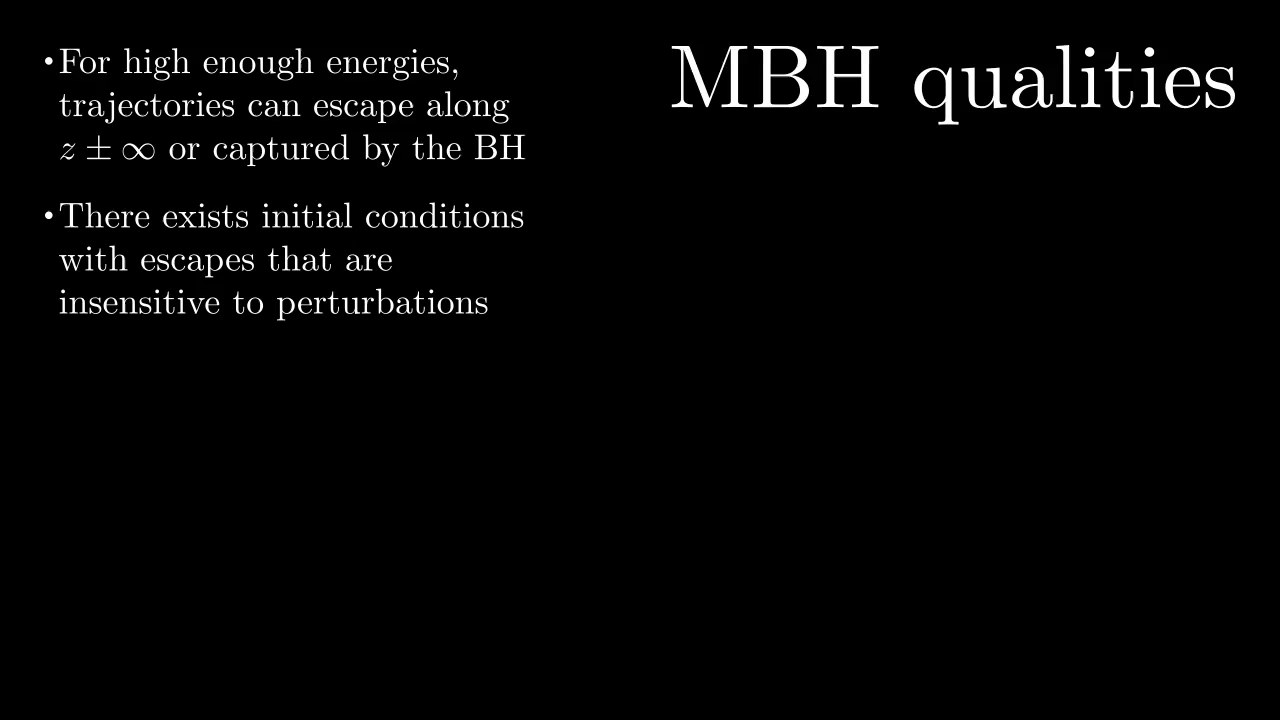 MBH qualities
•For high enough energies,
trajectories can escape along
z ± ∞ or captured by the BH
•There exists initial conditions
with escapes that are
insensitive to perturbations